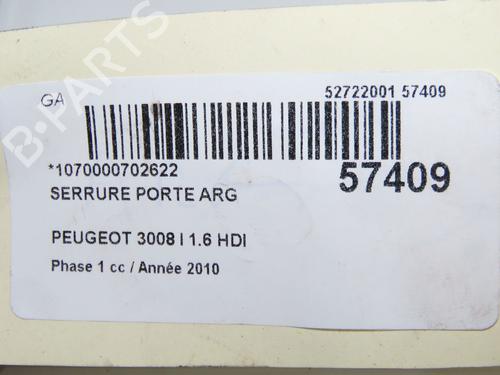 B-PARTS
GA
52722001 57409
*1070000702622
57409
SERRURE PORTE ARG
PEUGEOT 3008 I 1.6 HDI
Phase 1 cc / Année 2010